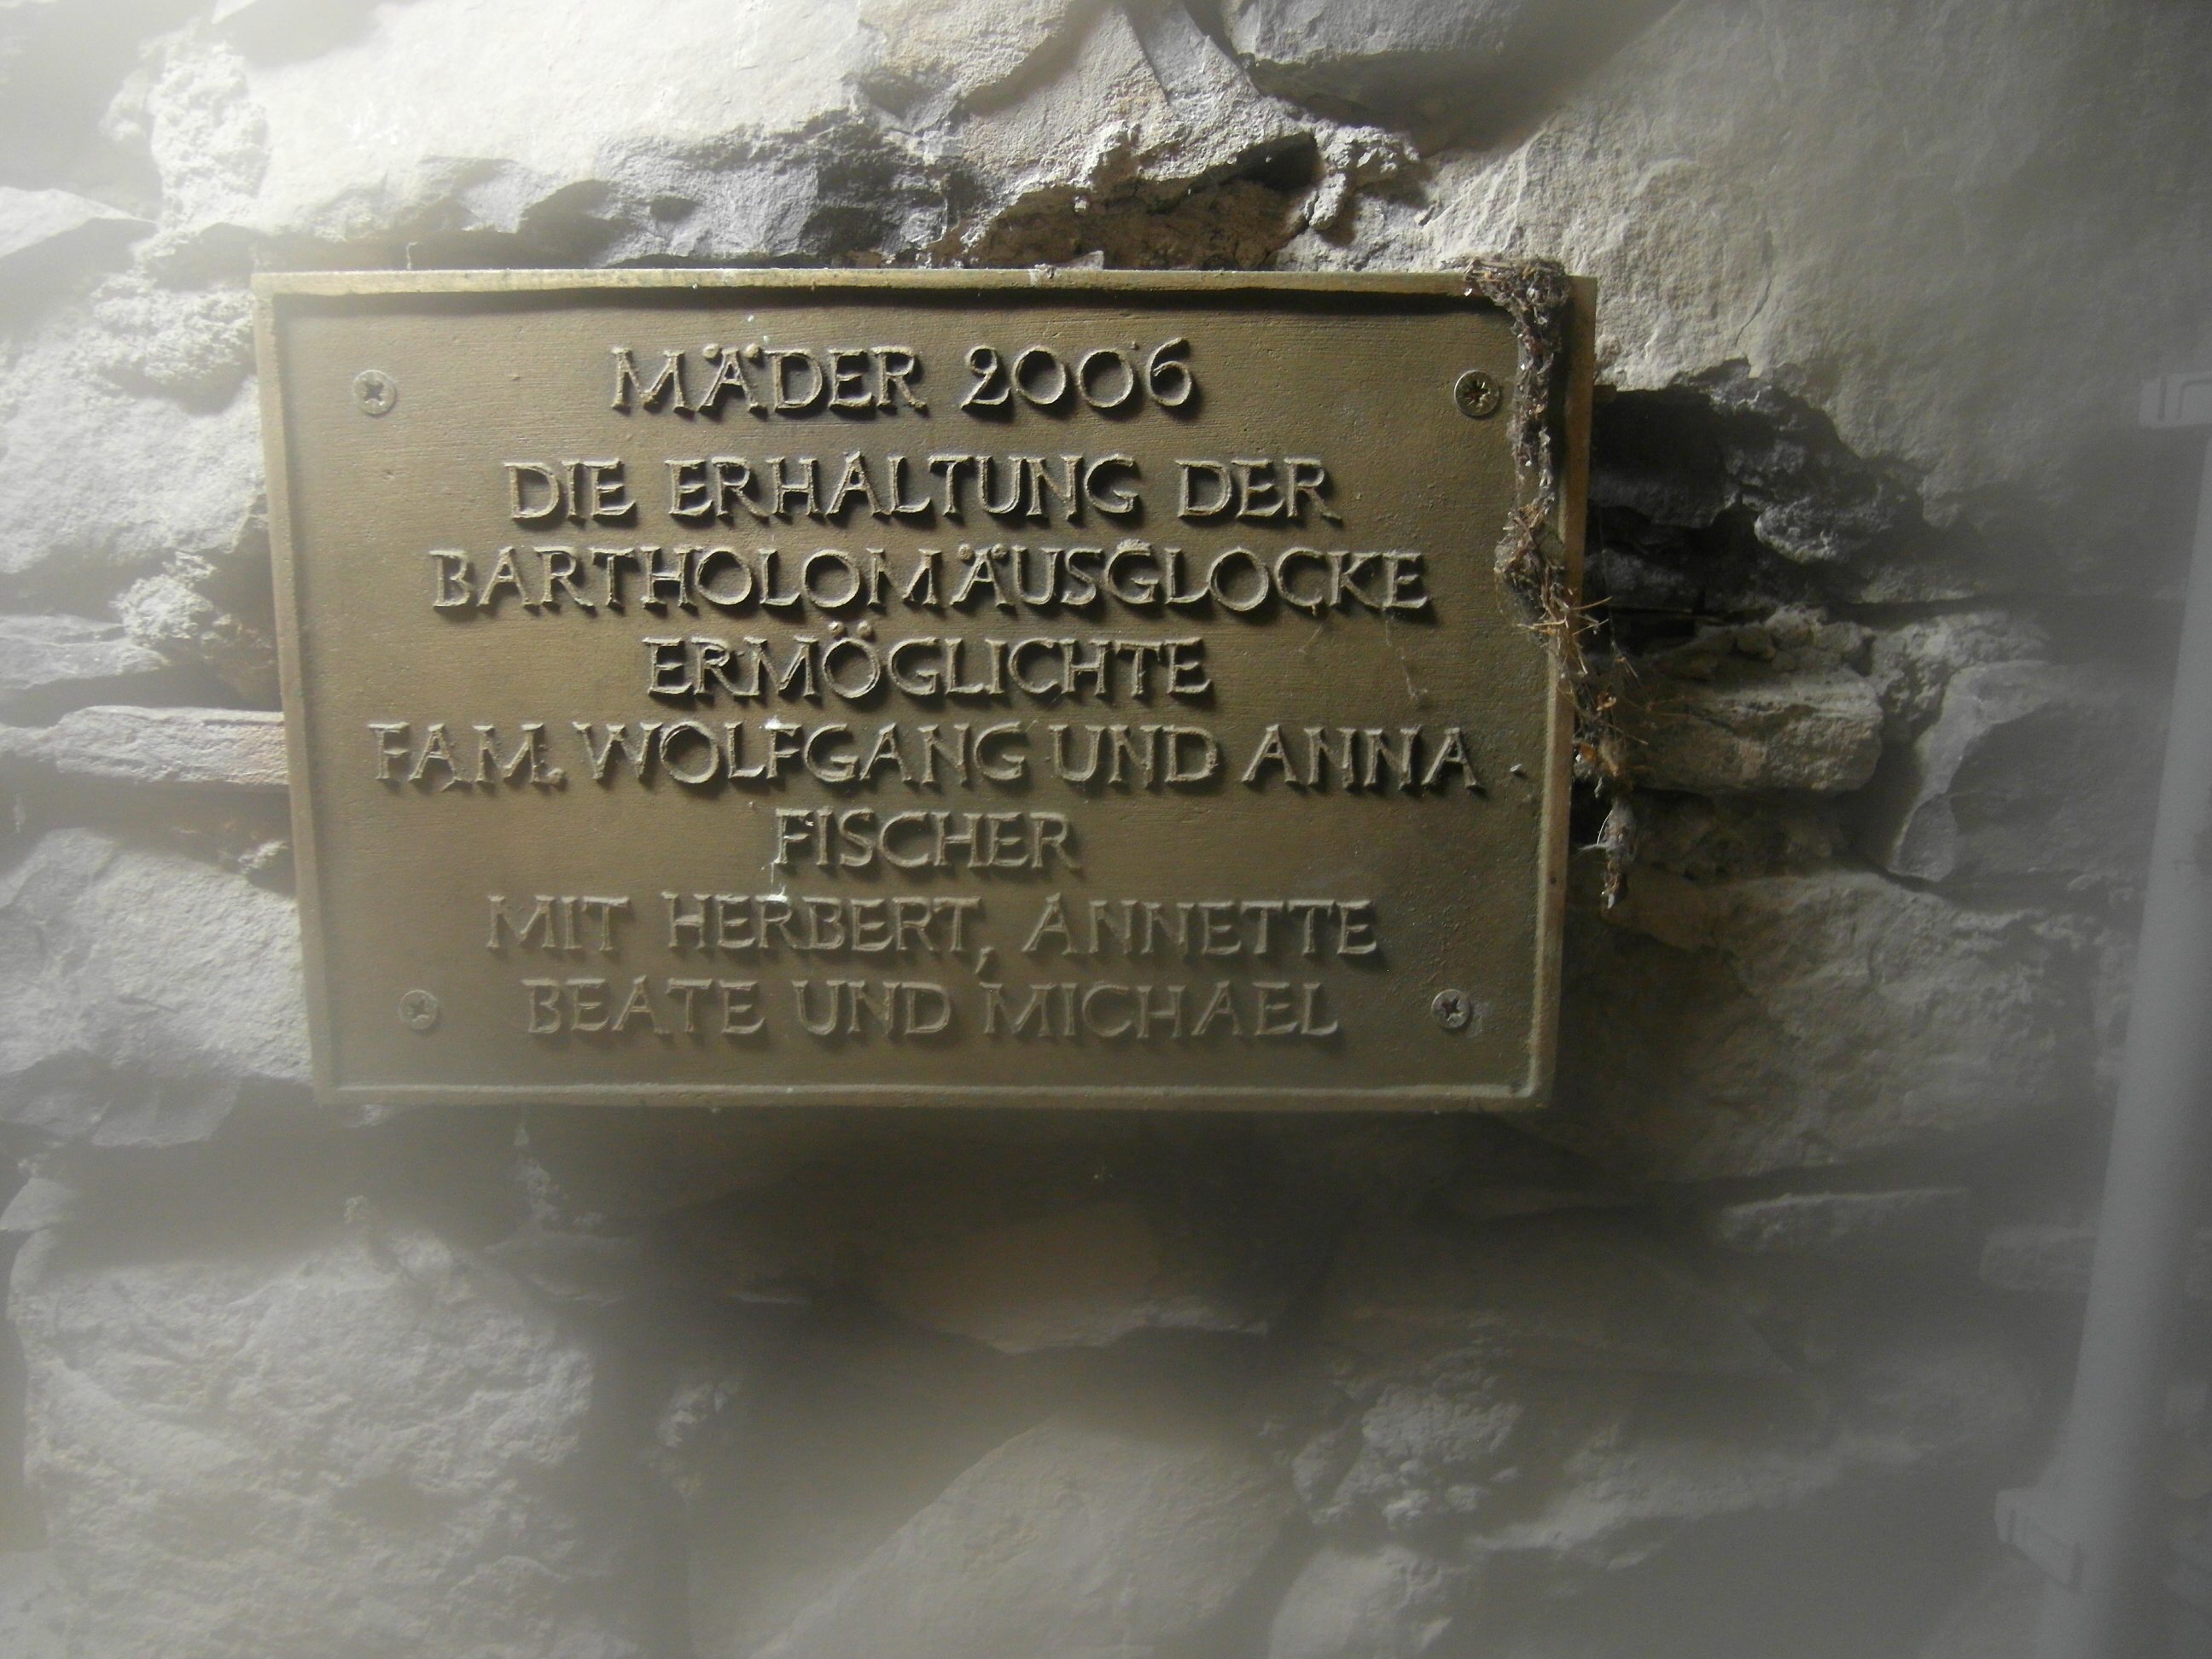 MÄDER 2006
DIE ERHALTUNG DER
BARTHOLOMÄUSGLOCKE
ERMÖGLICHTE
FAM. WOLFGANG UND ANNA
FISCHER
MIT HERBERT, ANNETTE
BEATE UND MICHAEL